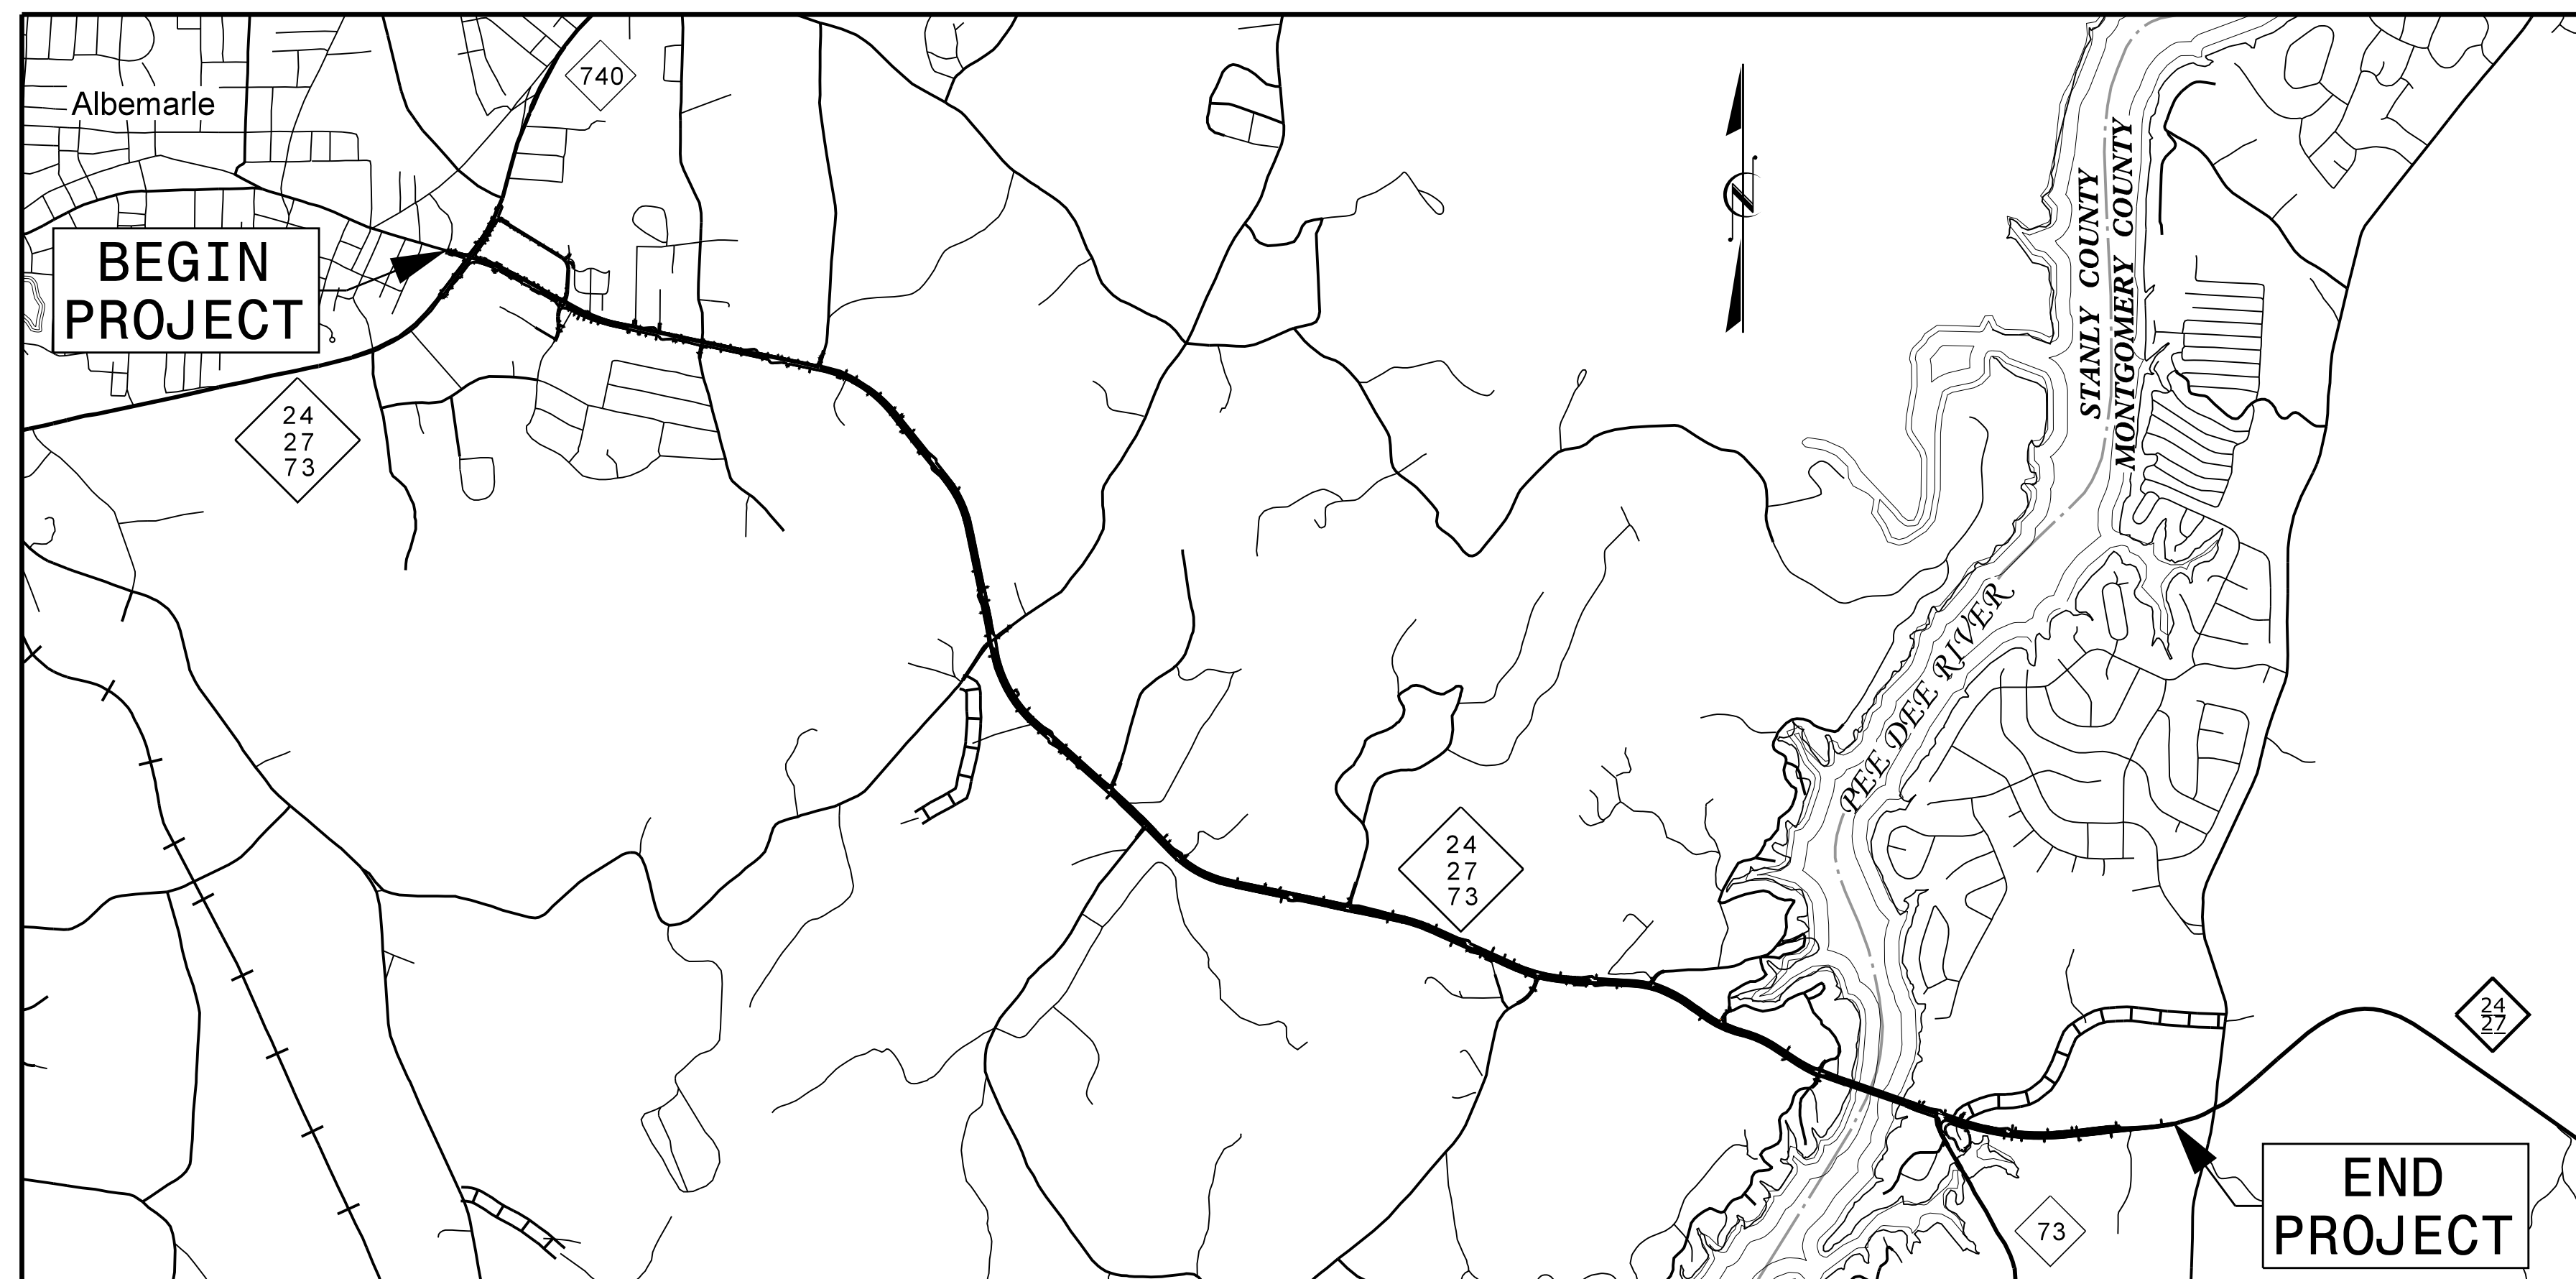 740
Albemarle
BEGIN
PROJECT
24
27
73
STANLY COUNTY
MONTGOMERY COUNTY
PEE DEE RIVER
24
27
73
24
27
END
PROJECT
73
N